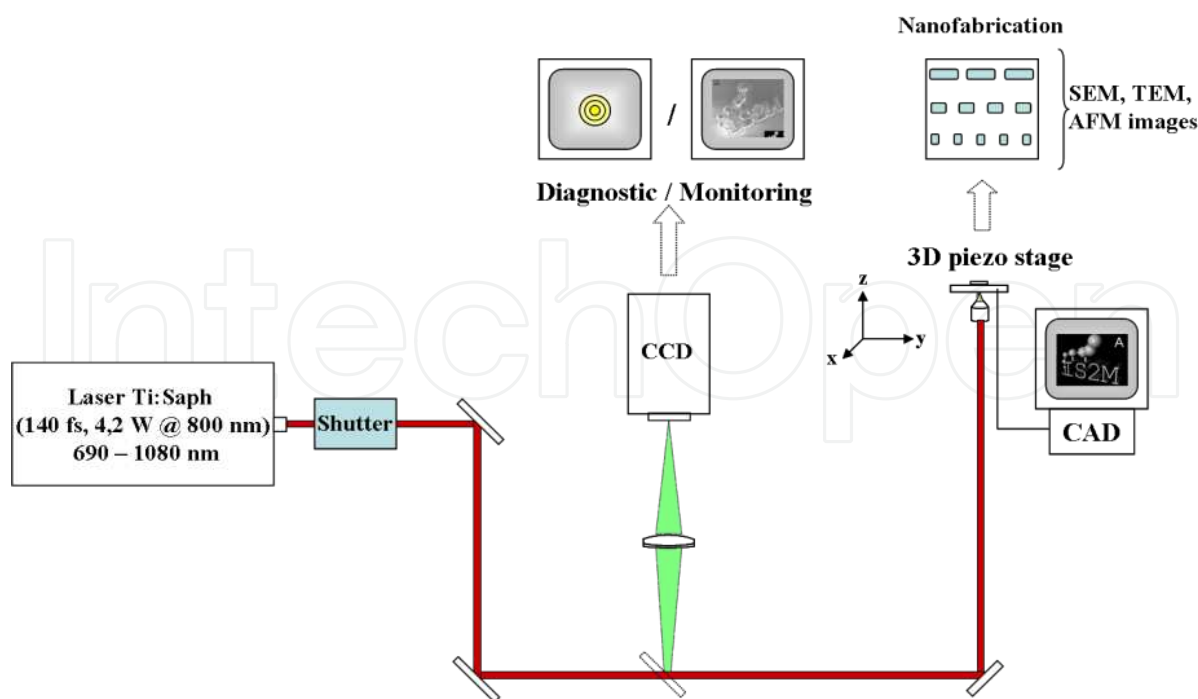 Nanofabrication
SEM, TEM,
AFM images
/
Diagnostic / Monitoring
3D piezo stage
z
y
x
CCD
A
iS2M
CAD
Laser Ti:Saph
(140 fs, 4,2 W @ 800 nm)
690 – 1080 nm
Shutter
IntechOpen